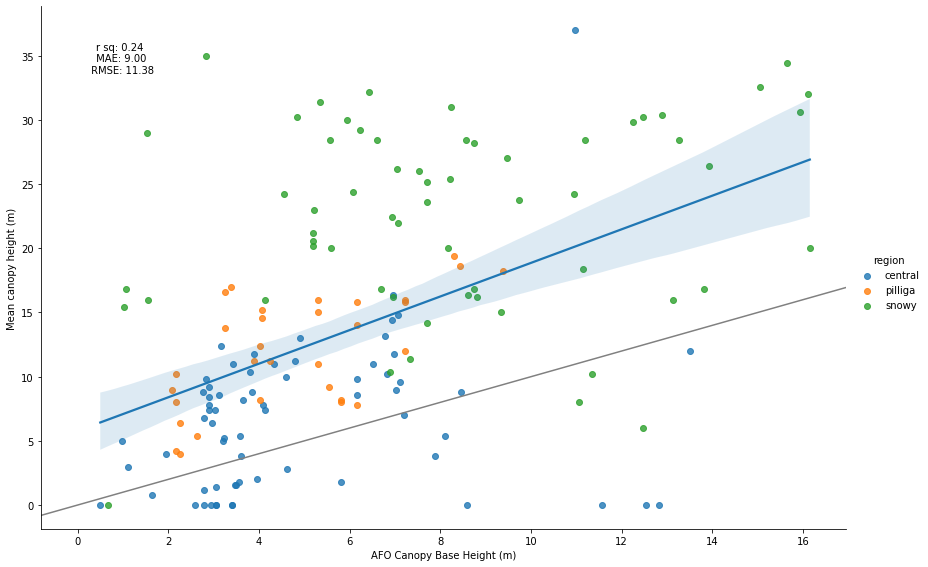 r sq: 0.24
MAE: 9.00
RMSE: 11.38
Mean canopy height (m)
35
30
25
20
15
10
5
0
0 2 4 6 8 10 12 14 16
AFO Canopy Base Height (m)
region
central
pilliga
snowy